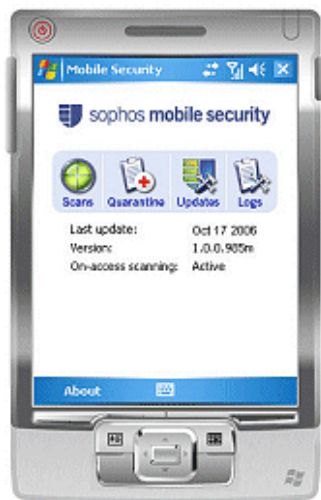 Mobile Security
sophos mobile security
Scans Quarantine Updates Logs
Last update: Oct 17 2006
Version: 1.0.0.985m
On-access scanning: Active
About